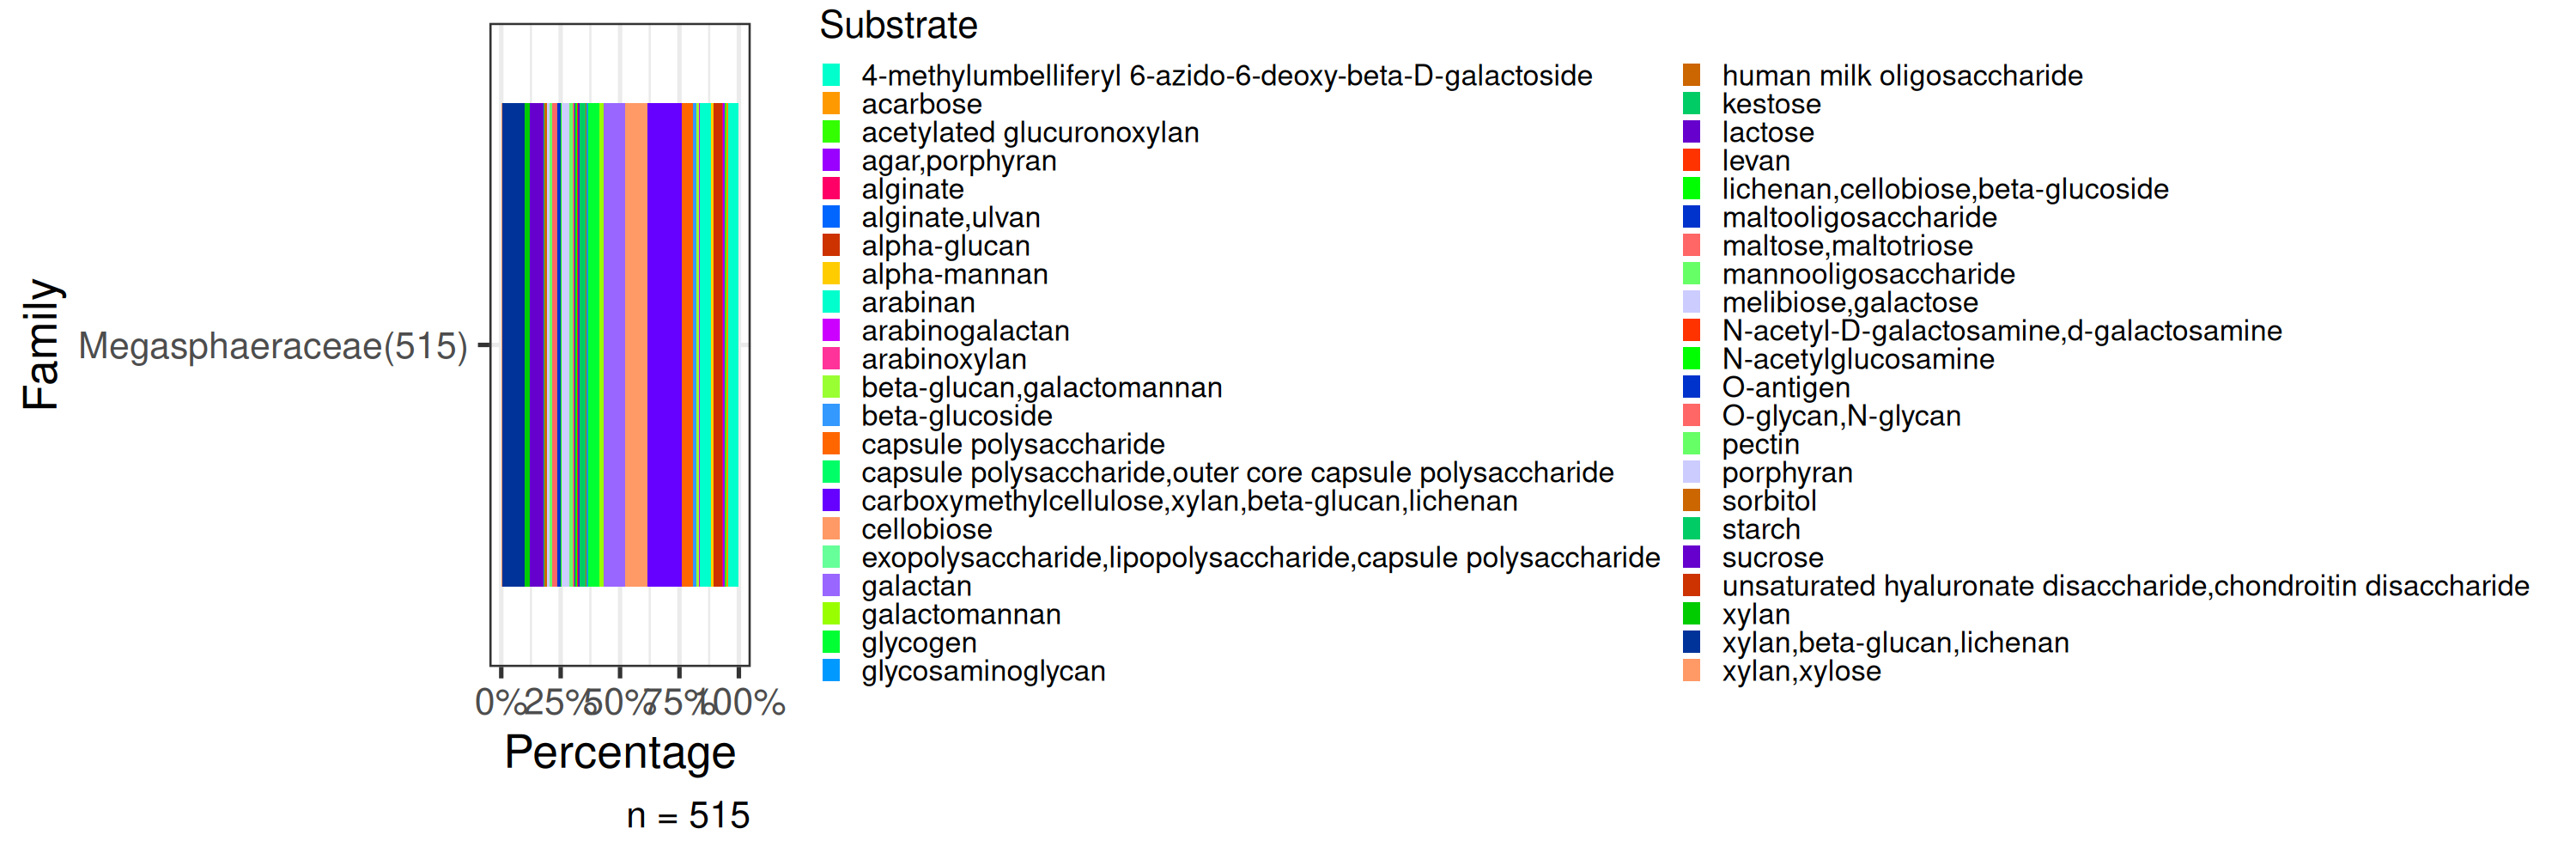 Substrate
4-methylumbelliferyl 6-azido-6-deoxy-beta-D-galactoside
acarbose
acetylated glucuronoxylan
agar,porphyran
alginate
alginate,ulvan
alpha-glucan
alpha-mannan
arabinan
arabinogalactan
arabinoxylan
beta-glucan,galactomannan
beta-glucoside
capsule polysaccharide
capsule polysaccharide,outer core capsule polysaccharide
carboxymethylcellulose,xylan,beta-glucan,lichenan
cellobiose
exopolysaccharide,lipopolysaccharide,capsule polysaccharide
galactan
galactomannan
glycogen
glycosaminoglycan
human milk oligosaccharide
kestose
lactose
levan
lichenan,cellobiose,beta-glucoside
maltooligosaccharide
maltose,maltotriose
mannooligosaccharide
melibiose,galactose
N-acetyl-D-galactosamine,d-galactosamine
N-acetylglucosamine
O-antigen
O-glycan,N-glycan
pectin
porphyran
sorbitol
starch
sucrose
unsaturated hyaluronate disaccharide,chondroitin disaccharide
xylan
xylan,beta-glucan,lichenan
xylan,xylose
Family
Megasphaeraceae(515)
0% 25% 50% 75% 100%
Percentage
n = 515